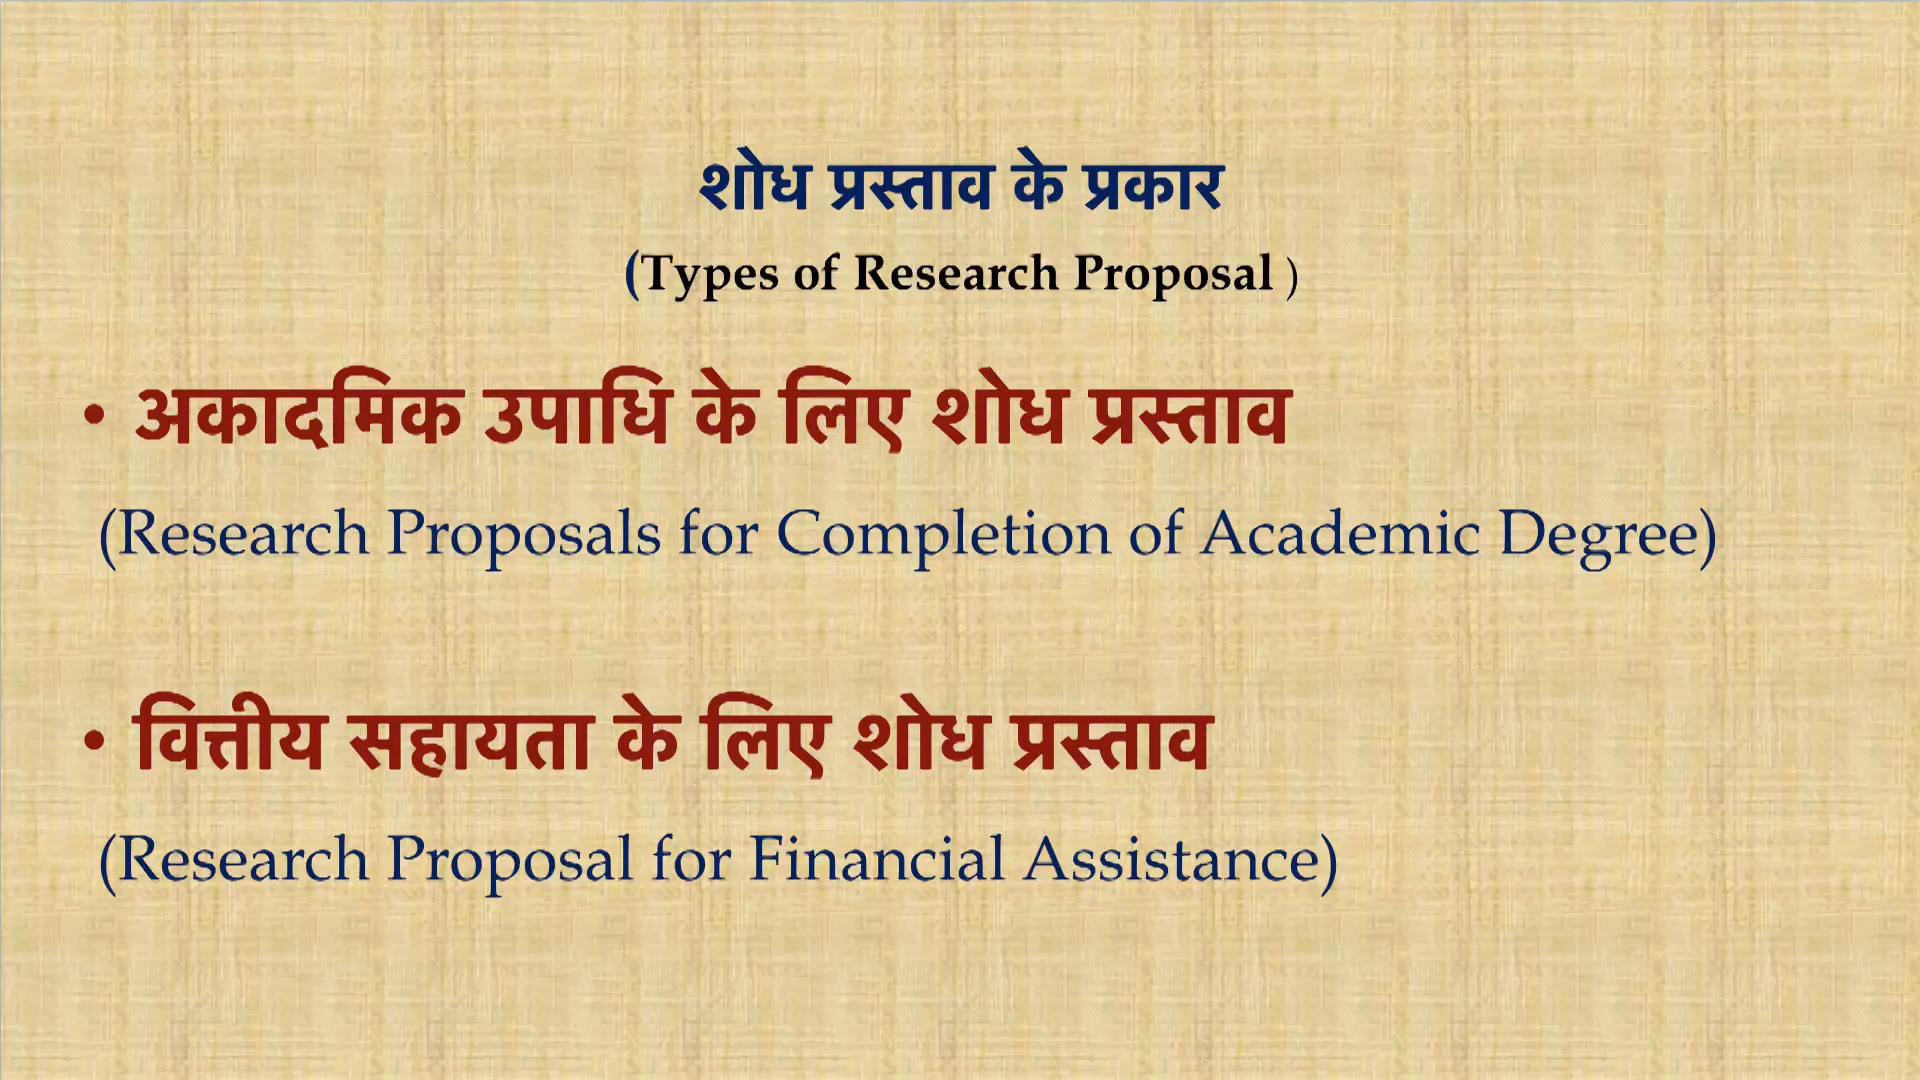 शोध प्रस्ताव के प्रकार
(Types of Research Proposal )
• अकादमिक उपाधि के लिए शोध प्रस्ताव
(Research Proposals for Completion of Academic Degree)
• वित्तीय सहायता के लिए शोध प्रस्ताव
(Research Proposal for Financial Assistance)